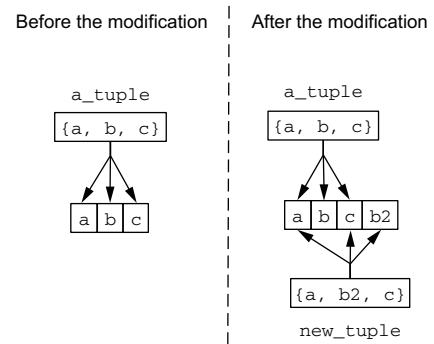 Before the modification
After the modification
a_tuple
{a, b, c}
a b c
a_tuple
{a, b, c}
a b c b2
{a, b2, c}
new_tuple